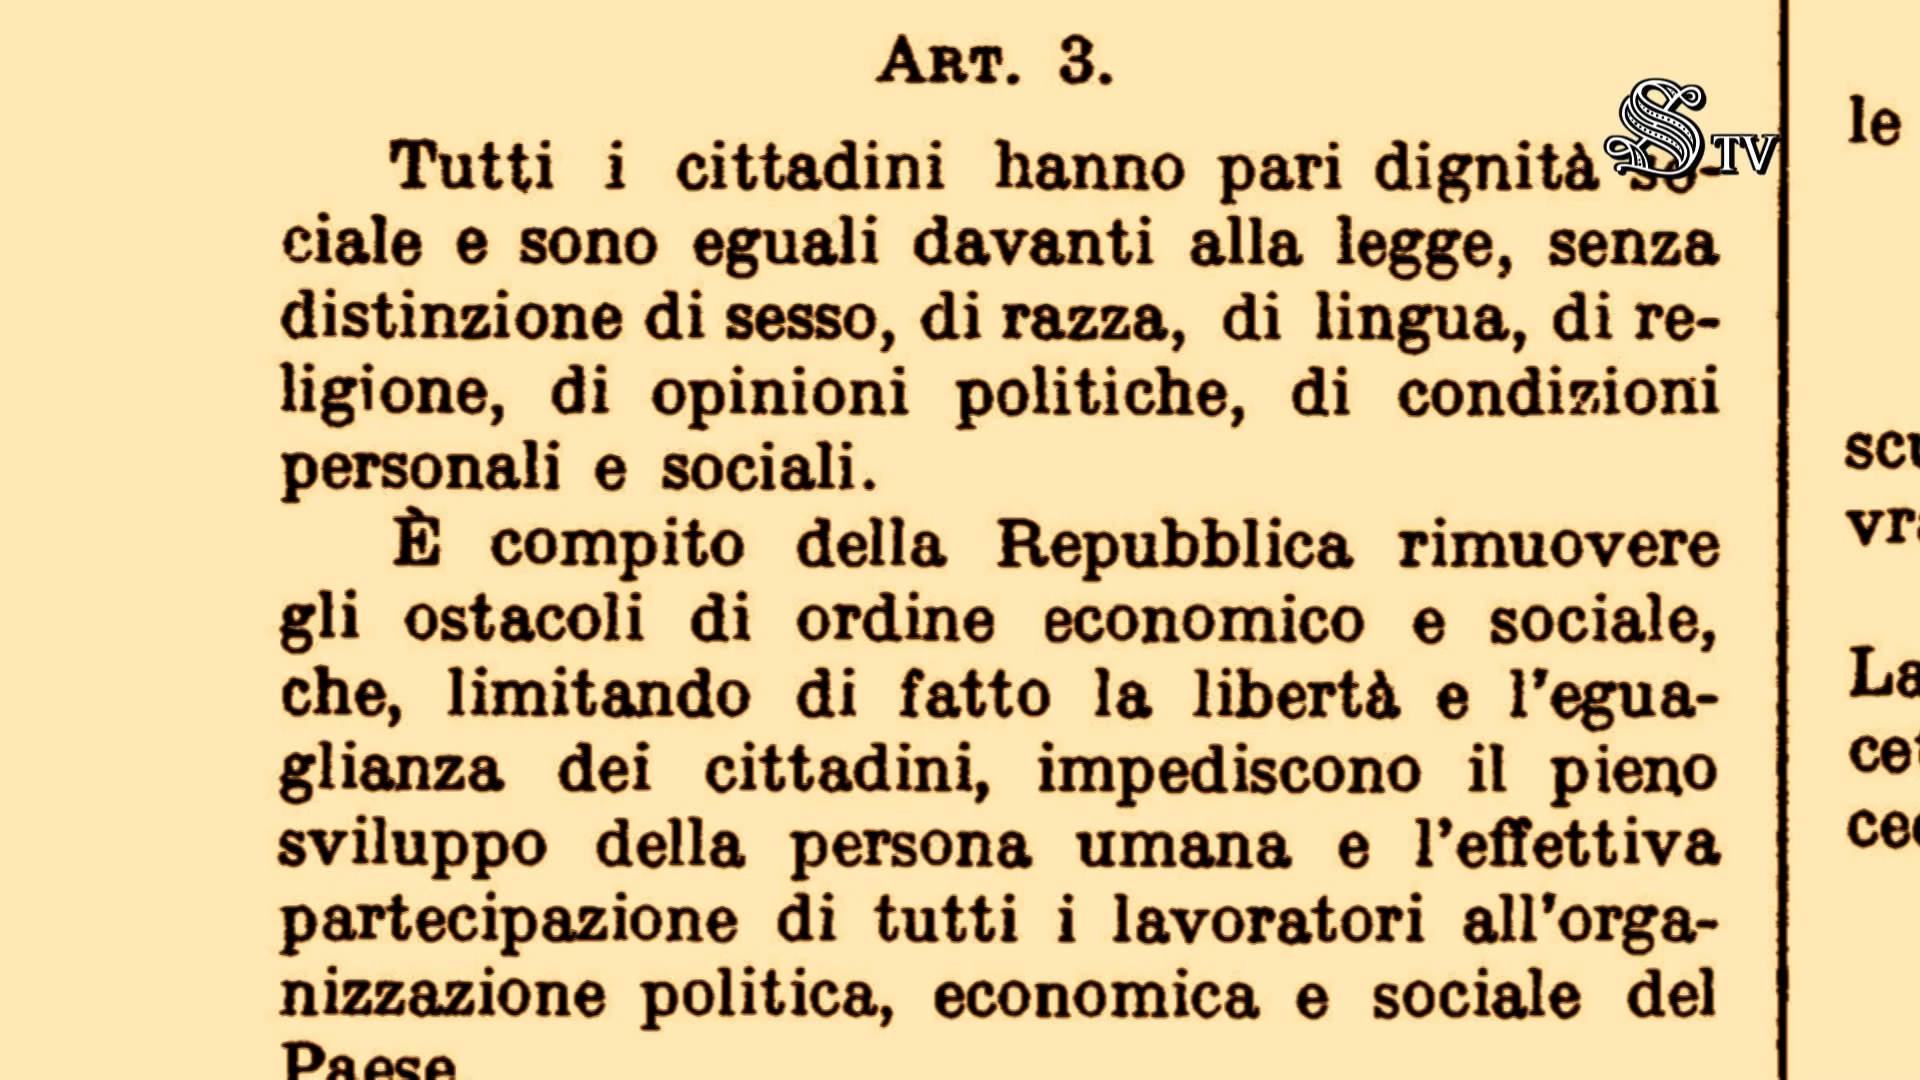 ART. 3.
Tutti i cittadini hanno pari dignità so-
ciale e sono eguali davanti alla legge, senza
distinzione di sesso, di razza, di lingua, di re-
ligione, di opinioni politiche, di condizioni
personali e sociali.
È compito della Repubblica rimuovere
gli ostacoli di ordine economico e sociale,
che, limitando di fatto la libertà e l'egua-
glianza dei cittadini, impediscono il pieno
sviluppo della persona umana e l'effettiva
partecipazione di tutti i lavoratori all'orga-
nizzazione politica, economica e sociale del
Paese.
S TV
le
La